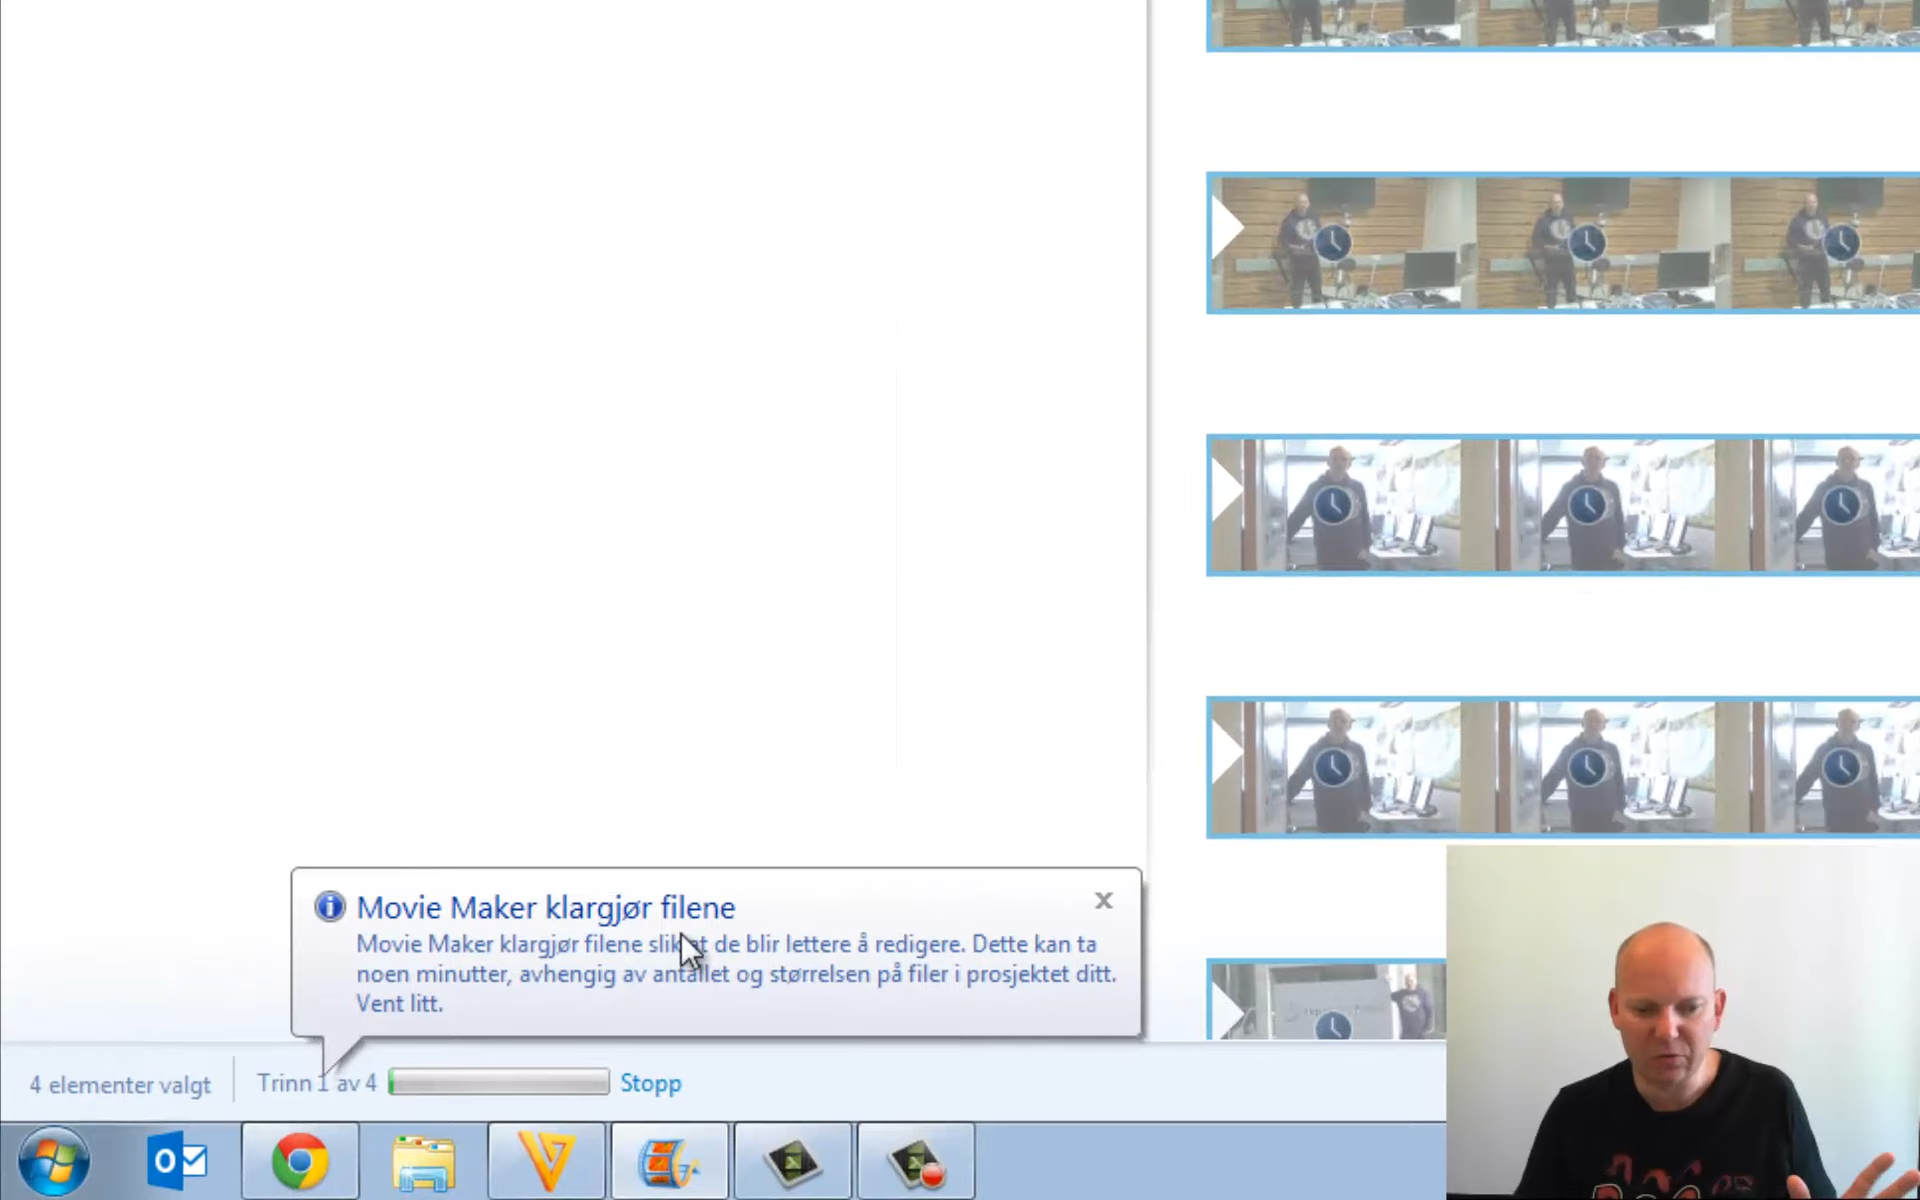 Movie Maker klargjør filene
Movie Maker klargjør filene slik at de blir lettere å redigere. Dette kan ta
noen minutter, avhengig av antallet og størrelsen på filer i prosjektet ditt.
Vent litt.
4 elementer valgt
Trinn 1 av 4
Stopp